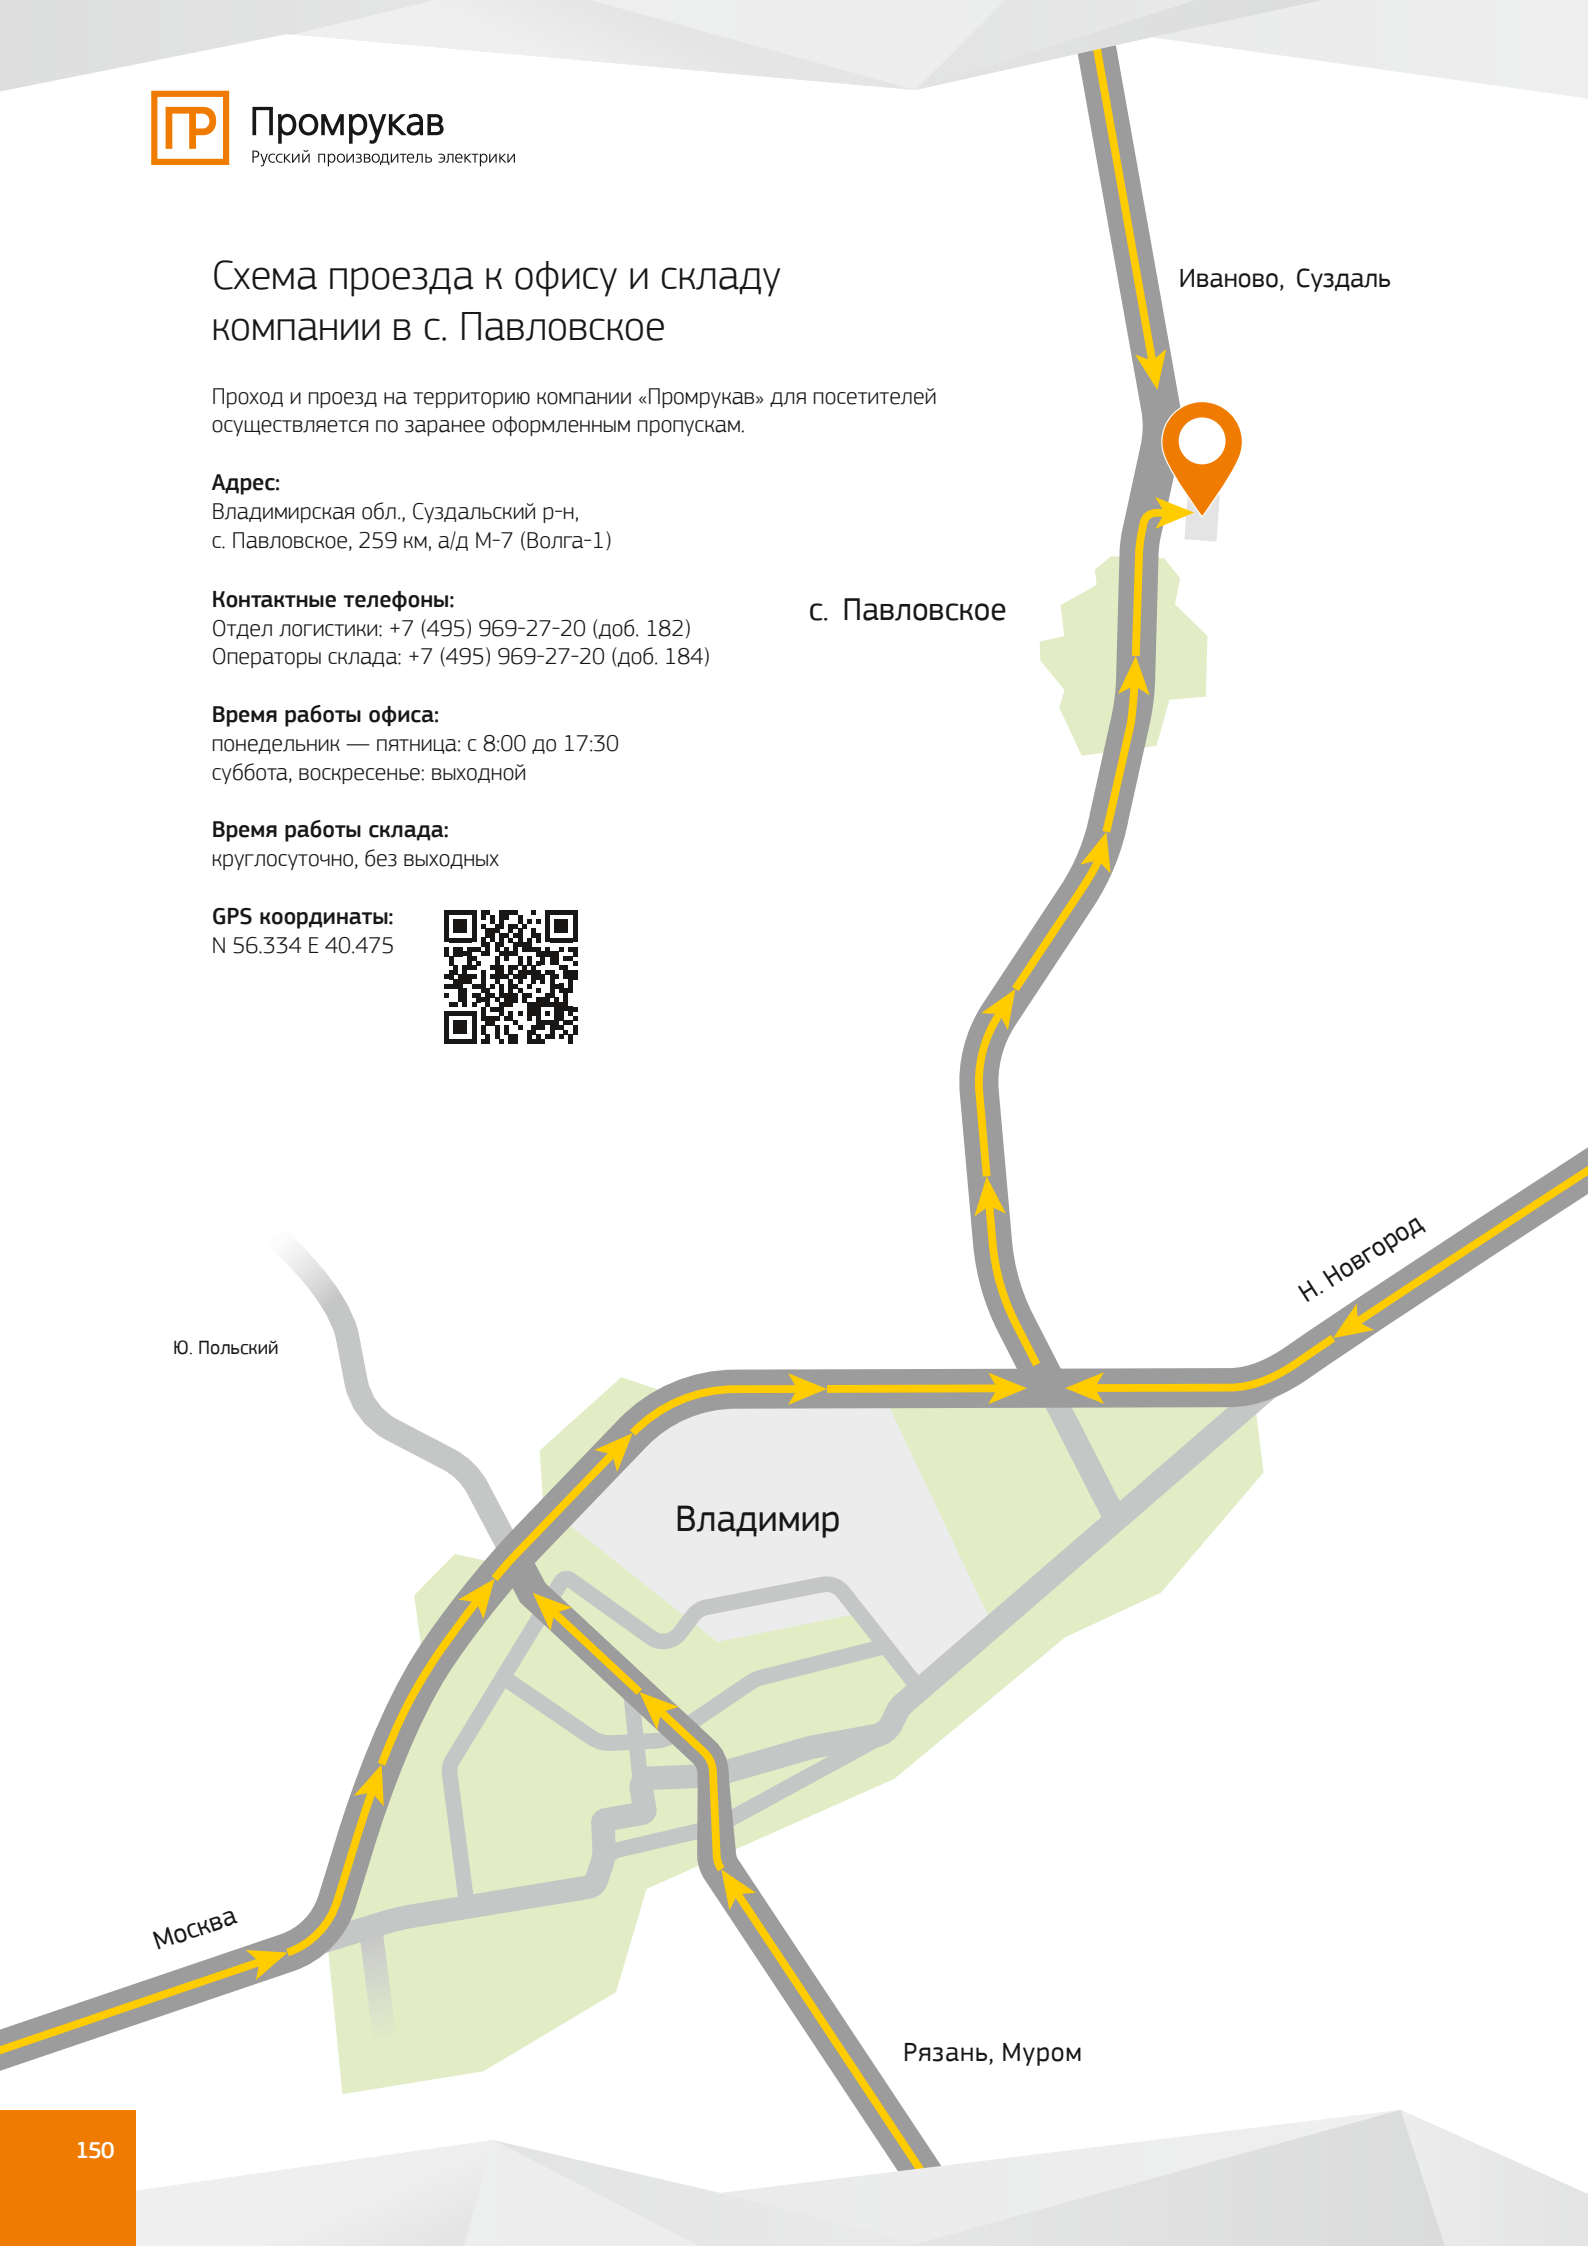 ПР
Промрукав
Русский производитель электрики
Схема проезда к офису и складу
компании в с. Павловское
Проход и проезд на территорию компании «Промрукав» для посетителей
осуществляется по заранее оформленным пропускам.
Адрес:
Владимирская обл., Суздальский р-н,
с. Павловское, 259 км, а/д М-7 (Волга-1)
Контактные телефоны:
Отдел логистики: +7 (495) 969-27-20 (доб. 182)
Операторы склада: +7 (495) 969-27-20 (доб. 184)
Время работы офиса:
понедельник — пятница: с 8:00 до 17:30
суббота, воскресенье: выходной
Время работы склада:
круглосуточно, без выходных
GPS координаты:
N 56.334 E 40.475
Иваново, Суздаль
с. Павловское
Н. Новгород
Ю. Польский
Владимир
Москва
Рязань, Муром
150